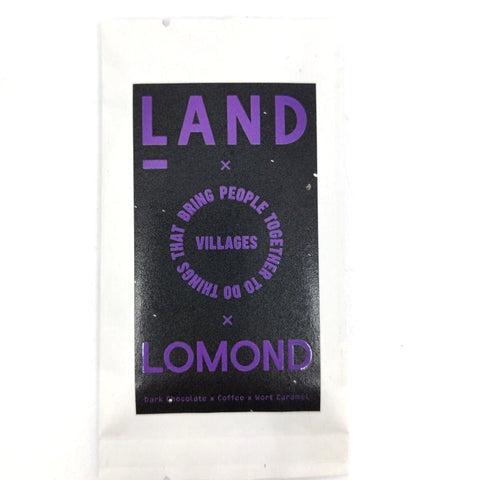 LAND
x
THINGS THAT BRING PEOPLE TOGETHER TO DO
VILLAGES
x
LOMOND
Dark Chocolate x Coffee x Wort Caramel